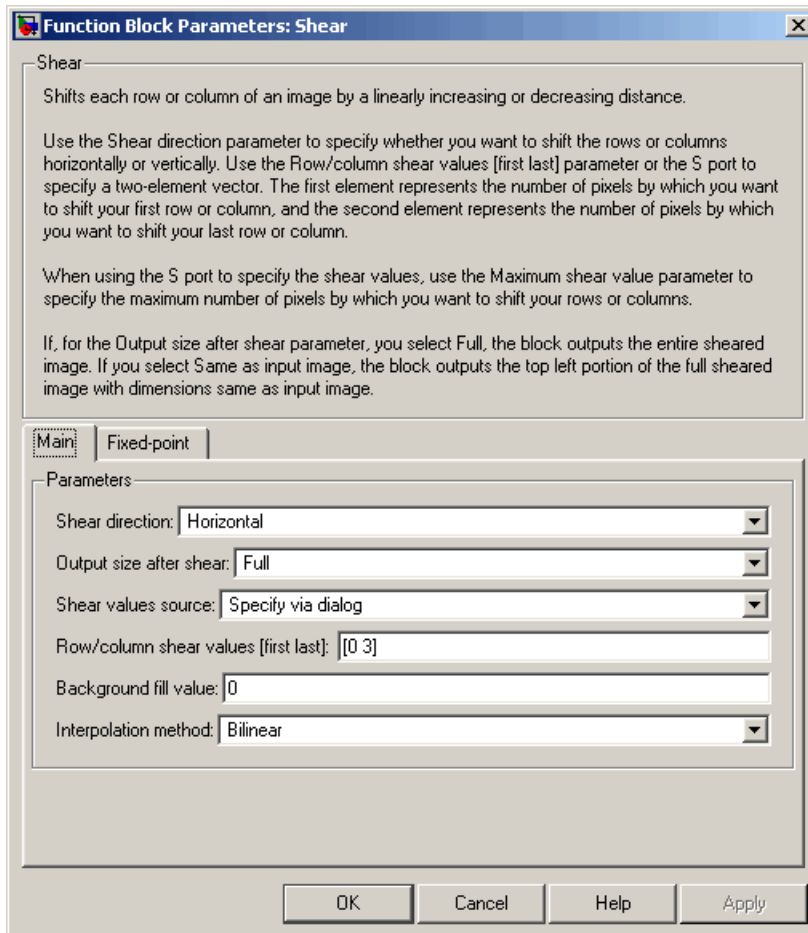 Function Block Parameters: Shear
Shear
Shifts each row or column of an image by a linearly increasing or decreasing distance.
Use the Shear direction parameter to specify whether you want to shift the rows or columns
horizontally or vertically. Use the Row/column shear values [first last] parameter or the S port to
specify a two-element vector. The first element represents the number of pixels by which you want
to shift your first row or column, and the second element represents the number of pixels by which
you want to shift your last row or column.
When using the S port to specify the shear values, use the Maximum shear value parameter to
specify the maximum number of pixels by which you want to shift your rows or columns.
If, for the Output size after shear parameter, you select Full, the block outputs the entire sheared
image. If you select Same as input image, the block outputs the top left portion of the full sheared
image with dimensions same as input image.
Main Fixed-point
Parameters
Shear direction: Horizontal
Output size after shear: Full
Shear values source: Specify via dialog
Row/column shear values [first last]: [0 3]
Background fill value: 0
Interpolation method: Bilinear
OK Cancel Help Apply